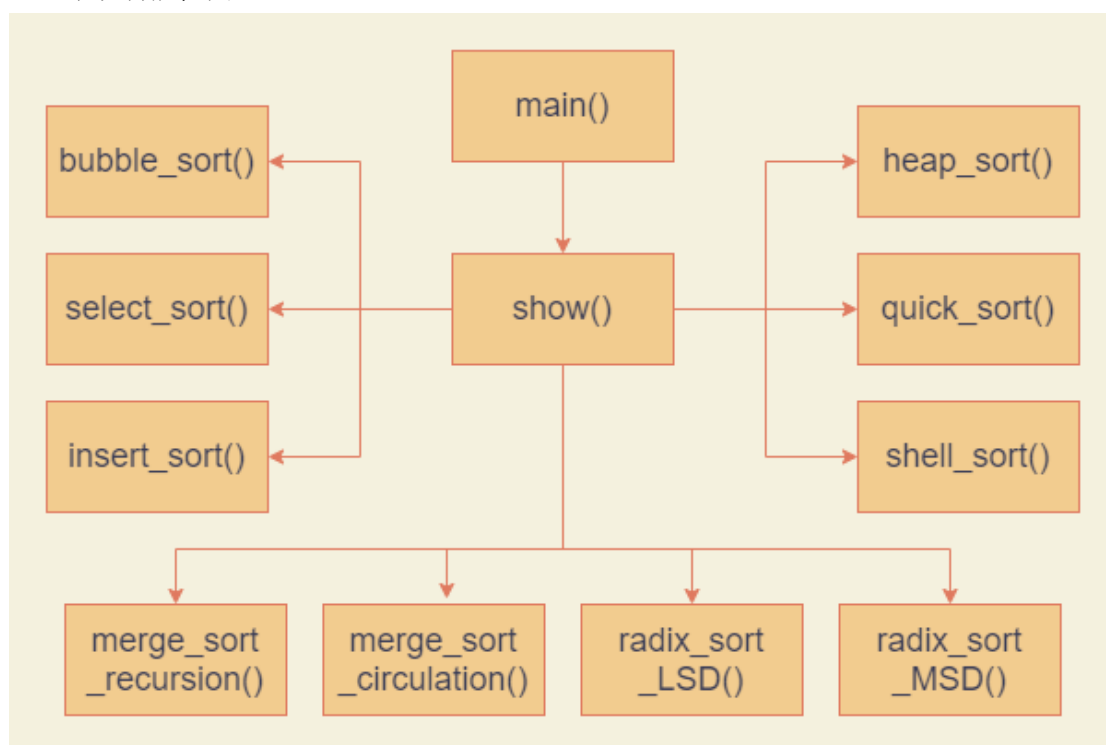 main()
bubble_sort()
heap_sort()
select_sort()
show()
quick_sort()
insert_sort()
shell_sort()
merge_sort
_recursion()
merge_sort
_circulation()
radix_sort
_LSD()
radix_sort
_MSD()